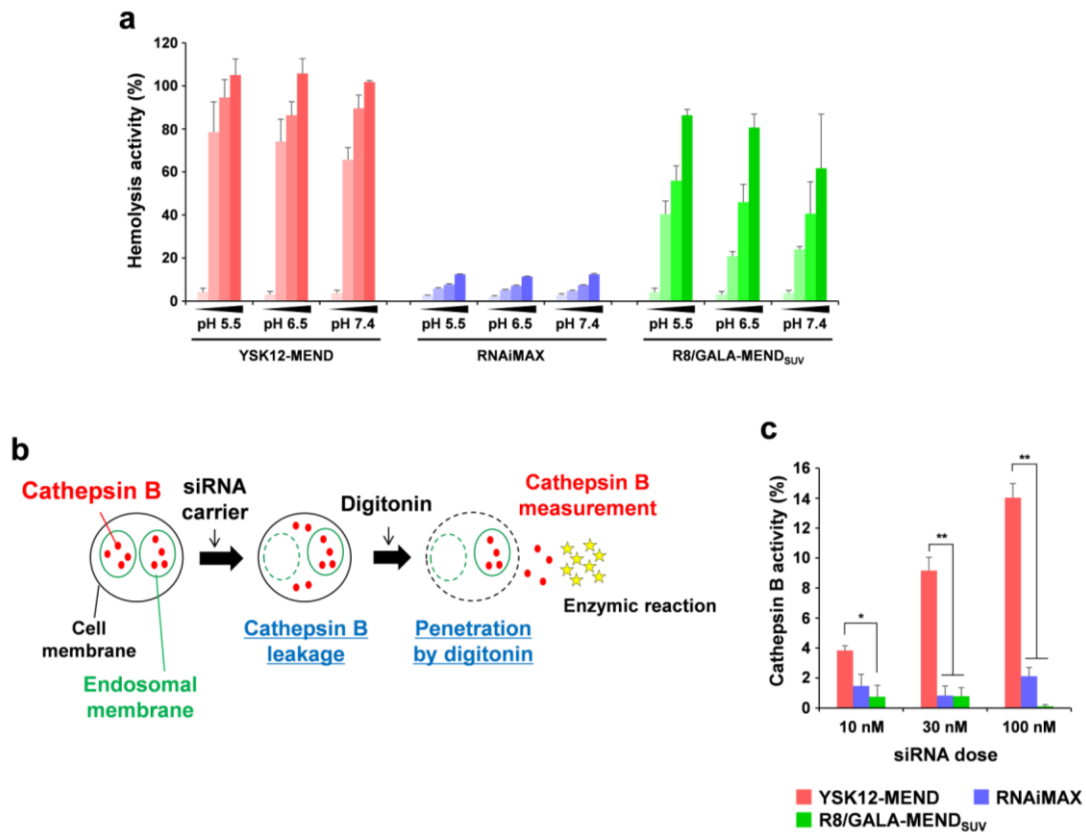 a
Hemolysis activity (%)
120
100
80
60
40
20
0
pH 5.5 pH 6.5 pH 7.4 pH 5.5 pH 6.5 pH 7.4 pH 5.5 pH 6.5 pH 7.4
YSK12-MEND RNAiMAX R8/GALA-MENDSUV
b
Cathepsin B
siRNA
carrier
Digitonin
Cathepsin B
measurement
Cell
membrane
Endosomal
membrane
Cathepsin B
leakage
Penetration
by digitonin
Enzymic reaction
c
Cathepsin B activity (%)
16
14
12
10
8
6
4
2
0
*
**
**
10 nM 30 nM 100 nM
siRNA dose
YSK12-MEND RNAiMAX
R8/GALA-MENDSUV